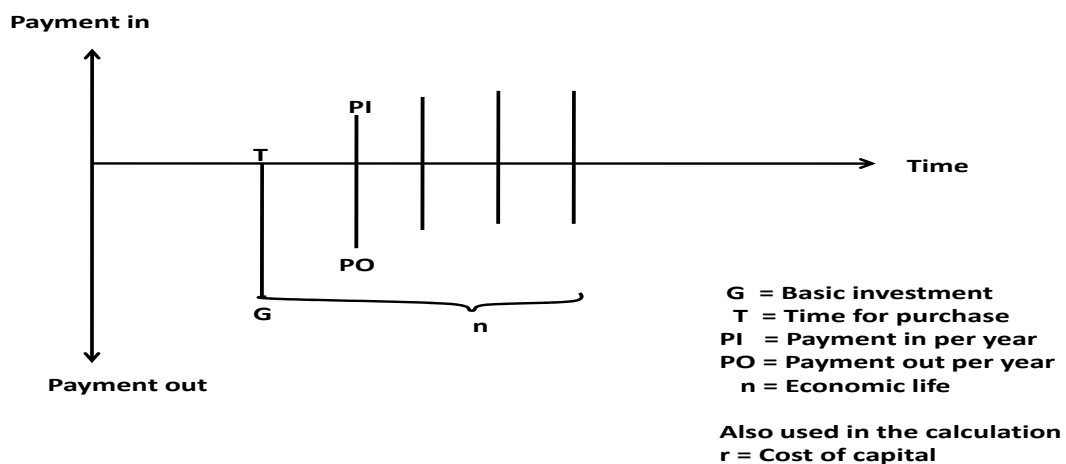 Payment in
PI
T
Time
PO
G
n
Payment out
G = Basic investment
T = Time for purchase
PI = Payment in per year
PO = Payment out per year
n = Economic life
Also used in the calculation
r = Cost of capital